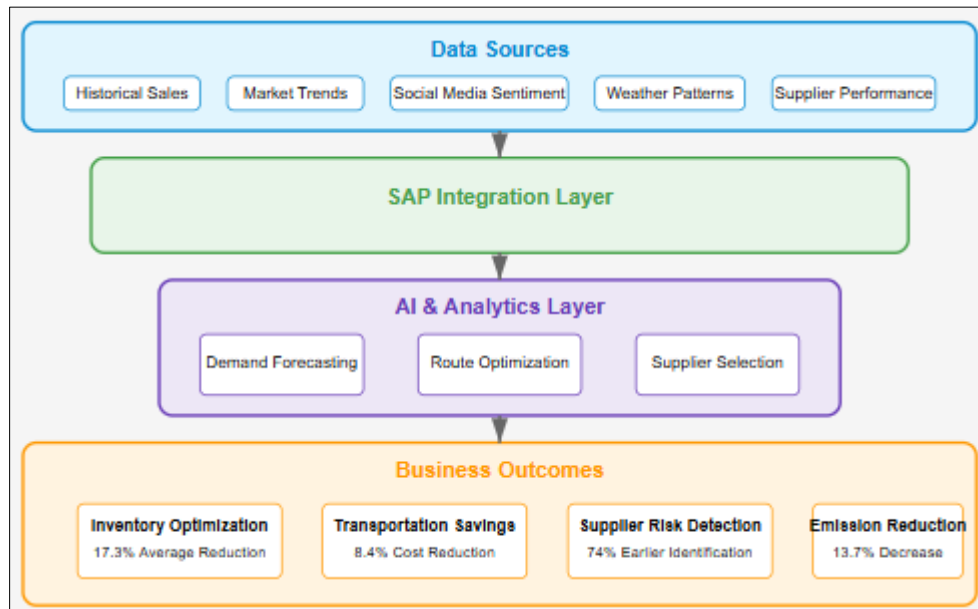 Data Sources
Historical Sales
Market Trends
Social Media Sentiment
Weather Patterns
Supplier Performance
SAP Integration Layer
AI & Analytics Layer
Demand Forecasting
Route Optimization
Supplier Selection
Business Outcomes
Inventory Optimization
17.3% Average Reduction
Transportation Savings
8.4% Cost Reduction
Supplier Risk Detection
74% Earlier Identification
Emission Reduction
13.7% Decrease